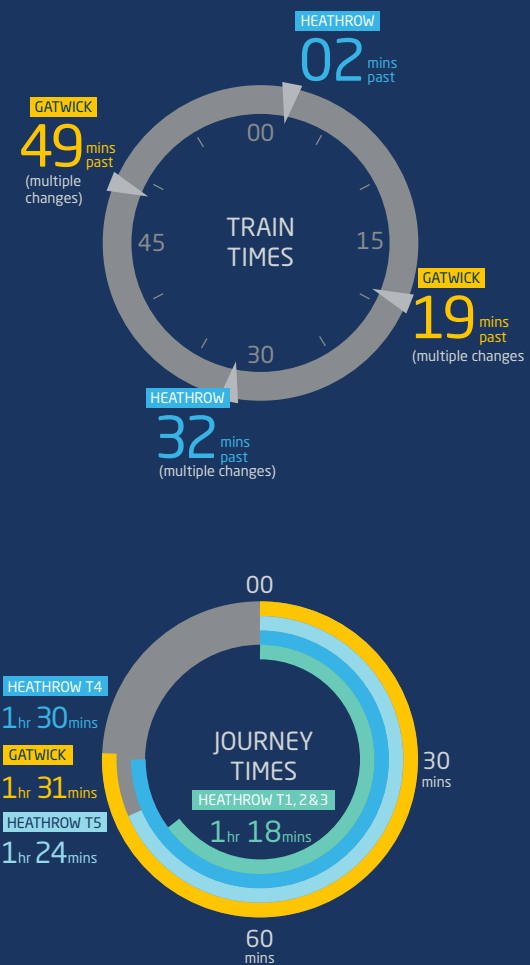 HEATHROW
02 mins
past
GATWICK
49 mins
past
(multiple
changes)
00
45
TRAIN
TIMES
15
GATWICK
19 mins
past
(multiple changes
30
HEATHROW
32 mins
past
(multiple changes)
00
HEATHROW T4
1hr 30mins
GATWICK
1hr 31mins
HEATHROW T5
1hr 24mins
JOURNEY
TIMES
HEATHROW T1, 2&3
1hr 18mins
30
mins
60
mins